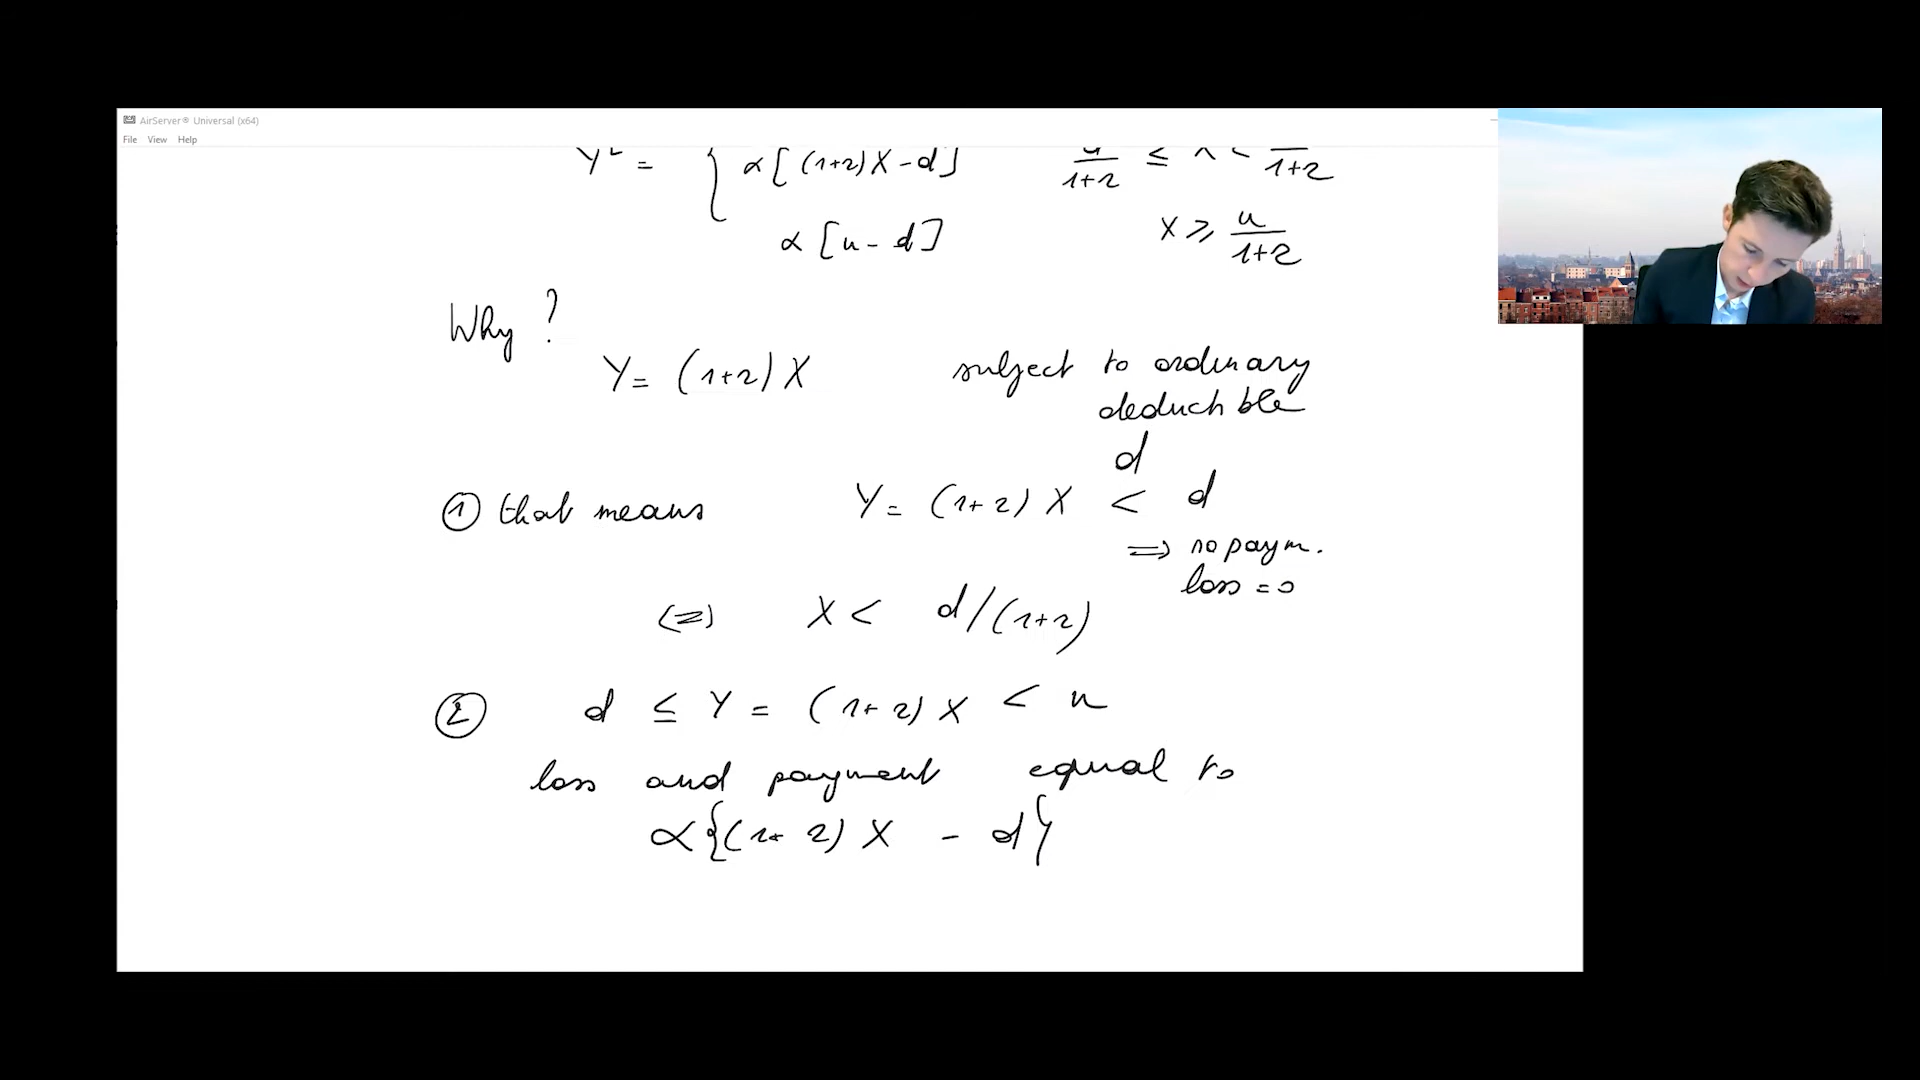 AirServer® Universal (x64)
File View Help
Y^L = { α[(1+r)X-d] d/1+r ≤ X < u/1+r
α[u-d] X ≥ u/1+r
Why?
Y = (1+r)X subject to ordinary
deductible
d
① that means Y = (1+r)X < d
⇒ no paym.
loss = 0
⇔ X < d/(1+r)
② d ≤ Y = (1+r)X < u
loss and payment equal to
α{(1+r)X - d}